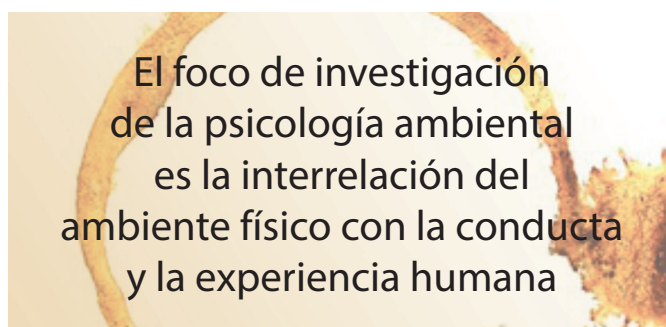 El foco de investigación
de la psicología ambiental
es la interrelación del
ambiente físico con la conducta
y la experiencia humana